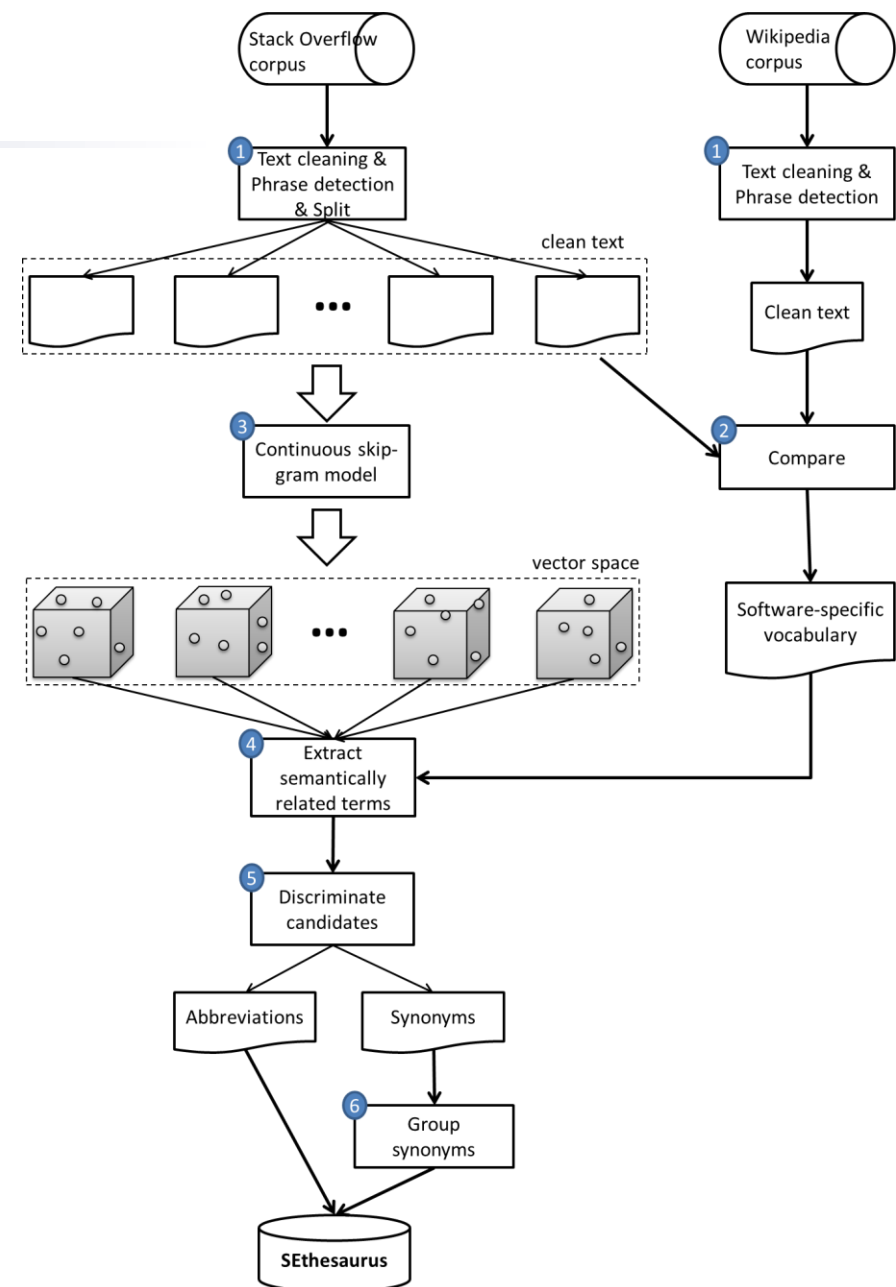 Stack Overflow
corpus
Wikipedia
corpus
1
Text cleaning &
Phrase detection
& Split
1
Text cleaning &
Phrase detection
clean text
...
Clean text
3
Continuous skip-
gram model
2
Compare
vector space
...
Software-specific
vocabulary
4
Extract
semantically
related terms
5
Discriminate
candidates
Abbreviations
Synonyms
6
Group
synonyms
SEthesaurus